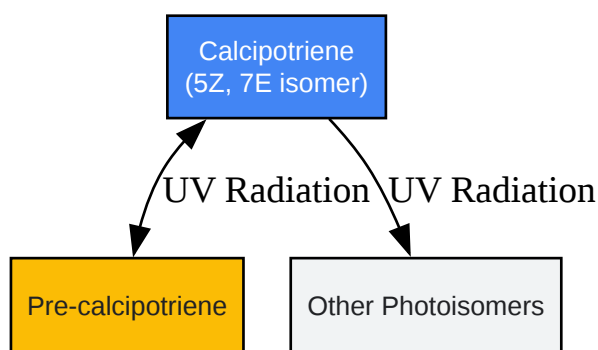 Calcipotriene
(5Z, 7E isomer)
UV Radiation
UV Radiation
Pre-calcipotriene
Other Photoisomers